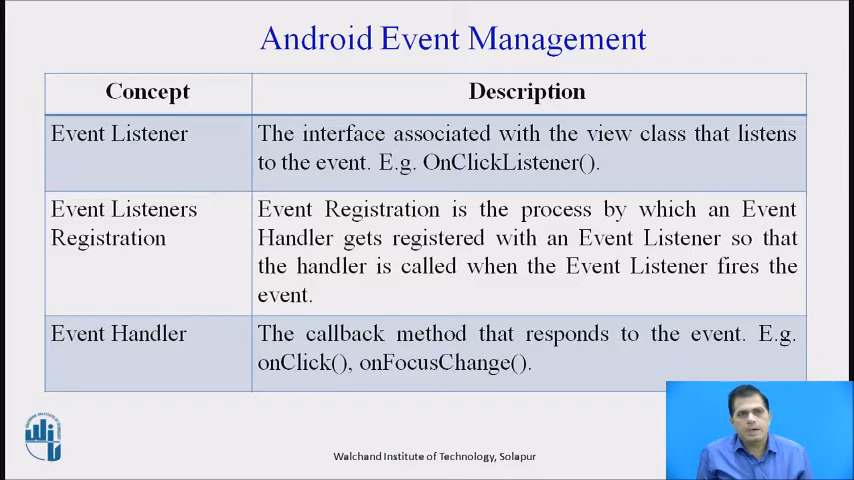 Android Event Management
Concept
Description
Event Listener
The interface associated with the view class that listens
to the event. E.g. OnClickListener().
Event Listeners
Registration
Event Registration is the process by which an Event
Handler gets registered with an Event Listener so that
the handler is called when the Event Listener fires the
event.
Event Handler
The callback method that responds to the event. E.g.
onClick(), onFocusChange().
Walchand Institute of Technology, Solapur